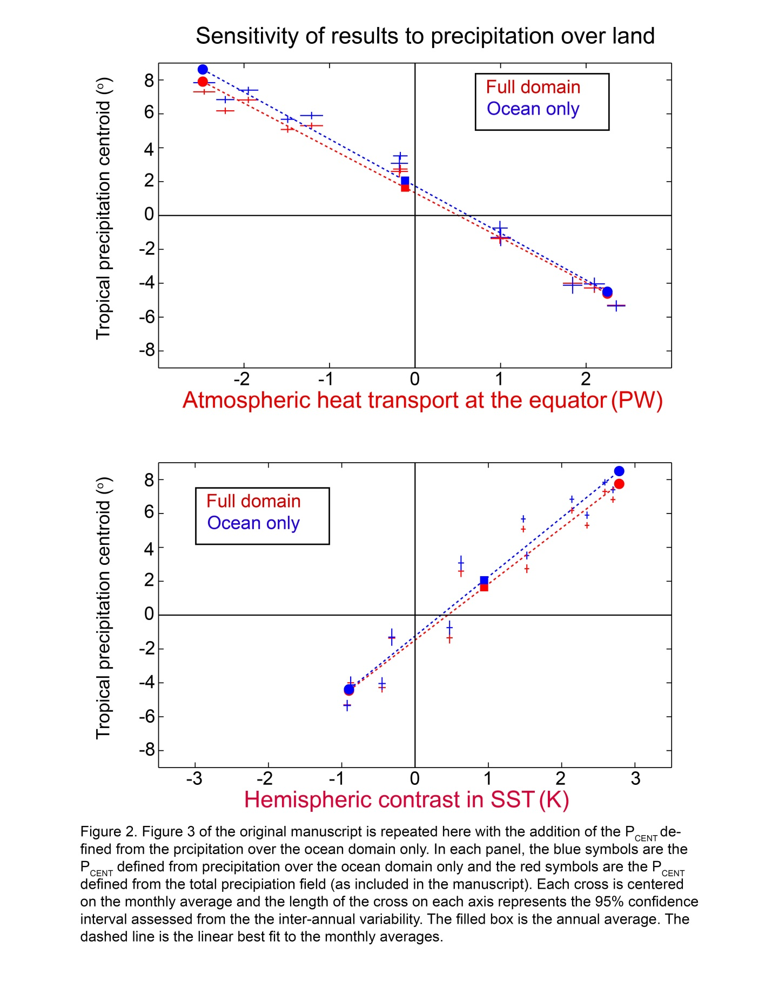 Sensitivity of results to precipitation over land
Tropical precipitation centroid (o)
8
6
4
2
0
-2
-4
-6
-8
Full domain
Ocean only
-2 -1 0 1 2
Atmospheric heat transport at the equator (PW)
Tropical precipitation centroid (o)
8
6
4
2
0
-2
-4
-6
-8
Full domain
Ocean only
-3 -2 -1 0 1 2 3
Hemispheric contrast in SST (K)
Figure 2. Figure 3 of the original manuscript is repeated here with the addition of the PCENT de-
fined from the prcipitation over the ocean domain only. In each panel, the blue symbols are the
PCENT defined from precipitation over the ocean domain only and the red symbols are the PCENT
defined from the total precipiation field (as included in the manuscript). Each cross is centered
on the monthly average and the length of the cross on each axis represents the 95% confidence
interval assessed from the the inter-annual variability. The filled box is the annual average. The
dashed line is the linear best fit to the monthly averages.